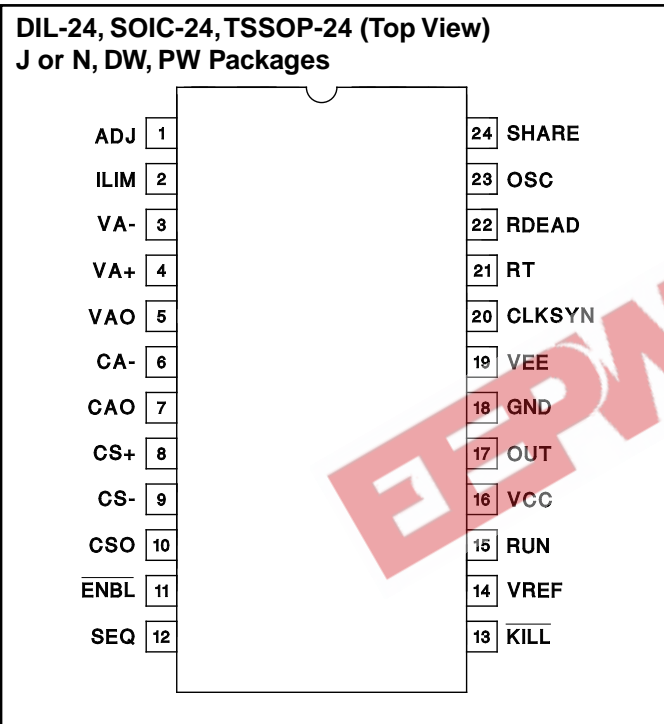 DIL-24, SOIC-24, TSSOP-24 (Top View)
J or N, DW, PW Packages
ADJ 1
ILIM 2
VA- 3
VA+ 4
VAO 5
CA- 6
CAO 7
CS+ 8
CS- 9
CSO 10
ENBL 11
SEQ 12
24 SHARE
23 OSC
22 RDEAD
21 RT
20 CLKSYN
19 VEE
18 GND
17 OUT
16 VCC
15 RUN
14 VREF
13 KILL
EEPW